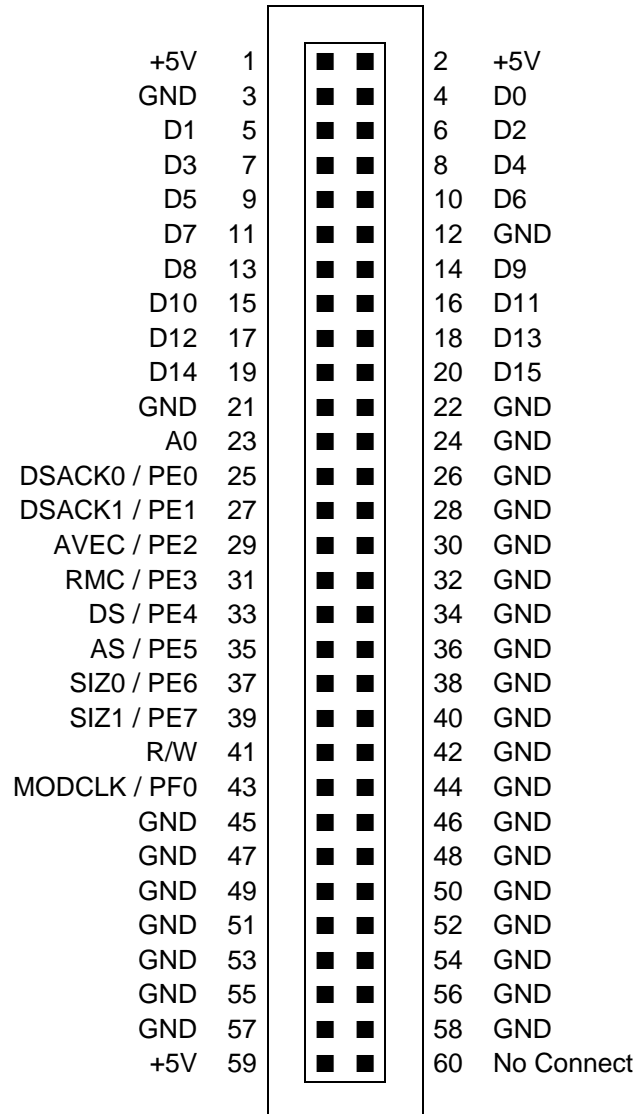 +5V 1 2 +5V
GND 3 4 D0
D1 5 6 D2
D3 7 8 D4
D5 9 10 D6
D7 11 12 GND
D8 13 14 D9
D10 15 16 D11
D12 17 18 D13
D14 19 20 D15
GND 21 22 GND
A0 23 24 GND
DSACK0 / PE0 25 26 GND
DSACK1 / PE1 27 28 GND
AVEC / PE2 29 30 GND
RMC / PE3 31 32 GND
DS / PE4 33 34 GND
AS / PE5 35 36 GND
SIZ0 / PE6 37 38 GND
SIZ1 / PE7 39 40 GND
R/W 41 42 GND
MODCLK / PF0 43 44 GND
GND 45 46 GND
GND 47 48 GND
GND 49 50 GND
GND 51 52 GND
GND 53 54 GND
GND 55 56 GND
GND 57 58 GND
+5V 59 60 No Connect